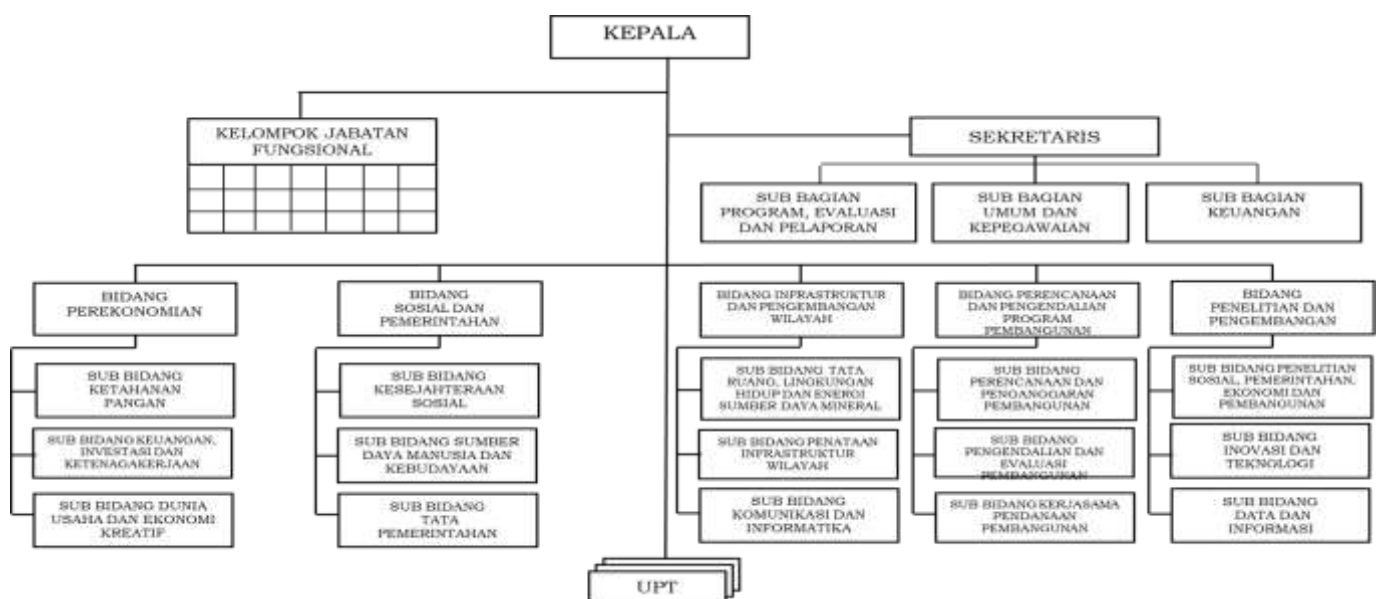 KEPALA
KELOMPOK JABATAN
FUNGSIONAL
SEKRETARIS
SUB BAGIAN
PROGRAM, EVALUASI
DAN PELAPORAN
SUB BAGIAN
UMUM DAN
KEPEGAWAIAN
SUB BAGIAN
KEUANGAN
BIDANG
PEREKONOMIAN
BIDANG
SOSIAL DAN
PEMERINTAHAN
BIDANG INFRASTRUKTUR
DAN PENGEMBANGAN
WILAYAH
BIDANG PERENCANAAN
DAN PENGENDALIAN
PROGRAM
PEMBANGUNAN
BIDANG
PENELITIAN DAN
PENGEMBANGAN
SUB BIDANG
KETAHANAN
PANGAN
SUB BIDANG KEUANGAN,
INVESTASI DAN
KETENAGAKERJAAN
SUB BIDANG DUNIA
USAHA DAN EKONOMI
KREATIF
SUB BIDANG
KESEJAHTERAAN
SOSIAL
SUB BIDANG SUMBER
DAYA MANUSIA DAN
KEBUDAYAAN
SUB BIDANG
TATA
PEMERINTAHAN
SUB BIDANG TATA
RUANG, LINGKUNGAN
HIDUP DAN ENERGI
SUMBER DAYA MINERAL
SUB BIDANG PENATAAN
INFRASTRUKTUR
WILAYAH
SUB BIDANG
KOMUNIKASI DAN
INFORMATIKA
SUB BIDANG
PERENCANAAN DAN
PENGANGGARAN
PEMBANGUNAN
SUB BIDANG
PENGENDALIAN DAN
EVALUASI
PEMBANGUNAN
SUB BIDANG KERJASAMA
PENDANAAN
PEMBANGUNAN
SUB BIDANG PENELITIAN
SOSIAL, PEMERINTAHAN,
EKONOMI DAN
PEMBANGUNAN
SUB BIDANG
INOVASI DAN
TEKNOLOGI
SUB BIDANG
DATA DAN
INFORMASI
UPT